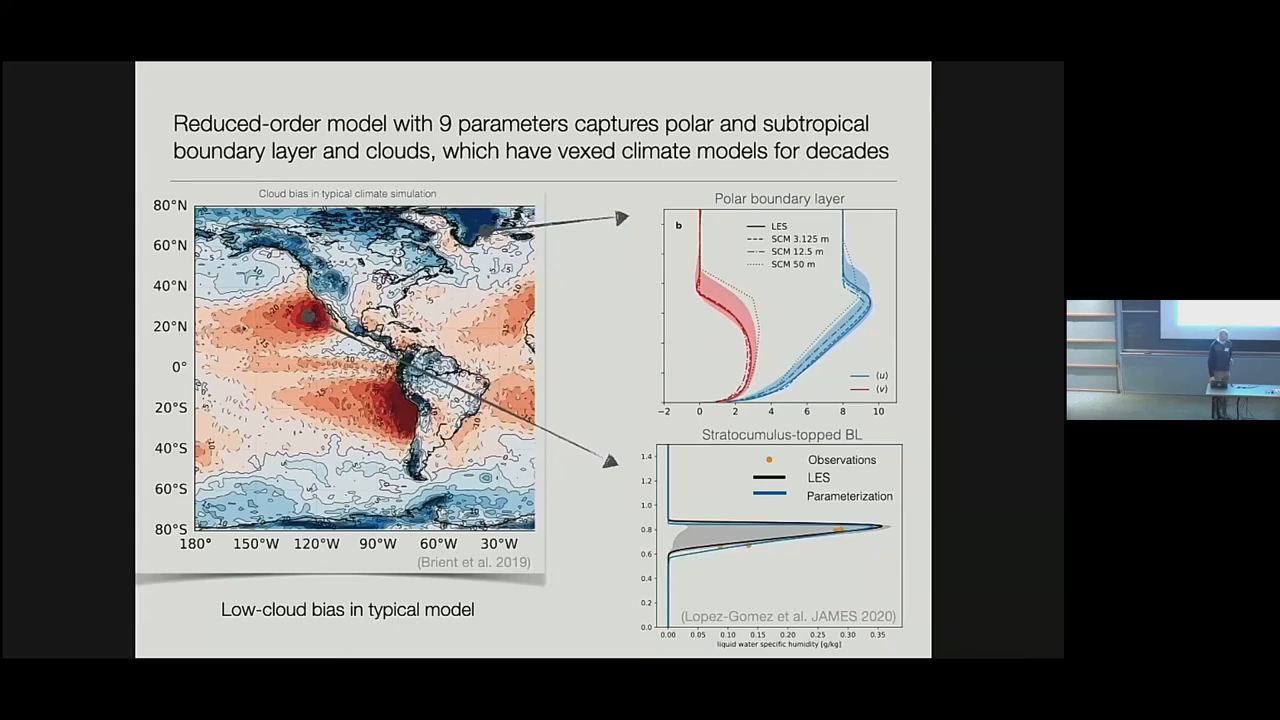 Reduced-order model with 9 parameters captures polar and subtropical
boundary layer and clouds, which have vexed climate models for decades
Cloud bias in typical climate simulation
80°N
60°N
40°N
20°N
0°
20°S
40°S
60°S
80°S
180° 150°W 120°W 90°W 60°W 30°W
(Brient et al. 2019)
Low-cloud bias in typical model
Polar boundary layer
b
LES
SCM 3.125 m
SCM 12.5 m
SCM 50 m
⟨u⟩
⟨v⟩
−2 0 2 4 6 8 10
Stratocumulus-topped BL
Observations
LES
Parameterization
1.4
1.2
1.0
0.8
0.6
0.4
0.2
0.0
(Lopez-Gomez et al. JAMES 2020)
0.00 0.05 0.10 0.15 0.20 0.25 0.30 0.35
liquid water specific humidity [g/kg]